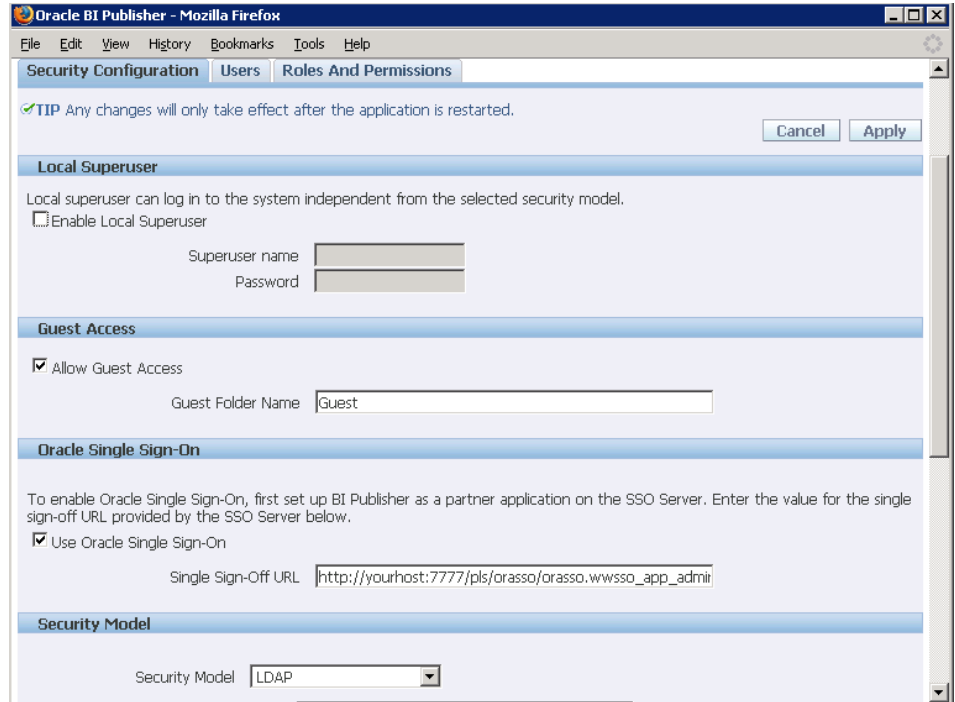 Oracle BI Publisher - Mozilla Firefox
File Edit View History Bookmarks Tools Help
Security Configuration Users Roles And Permissions
TIP Any changes will only take effect after the application is restarted.
Cancel Apply
Local Superuser
Local superuser can log in to the system independent from the selected security model.
Enable Local Superuser
Superuser name
Password
Guest Access
Allow Guest Access
Guest Folder Name Guest
Oracle Single Sign-On
To enable Oracle Single Sign-On, first set up BI Publisher as a partner application on the SSO Server. Enter the value for the single
sign-off URL provided by the SSO Server below.
Use Oracle Single Sign-On
Single Sign-Off URL http://yourhost:7777/pls/orasso/orasso.wwsso_app_admin
Security Model
Security Model LDAP